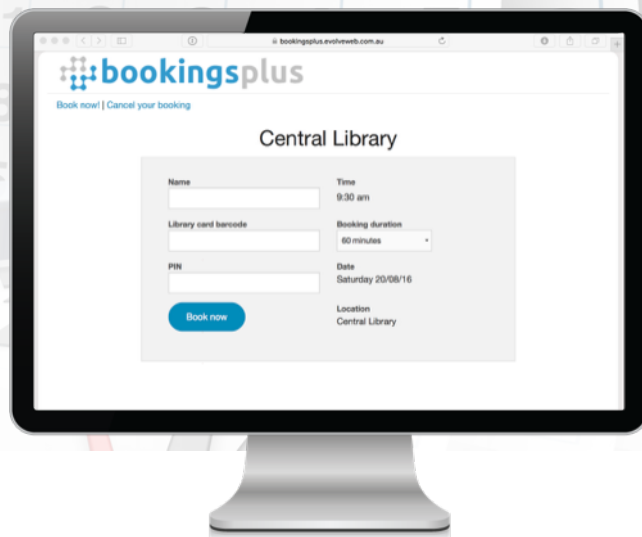 bookingsplus.evolveweb.com.au
bookingsplus
Book now! | Cancel your booking
Central Library
Name
Time
9:30 am
Library card barcode
Booking duration
60 minutes
PIN
Date
Saturday 20/08/16
Book now
Location
Central Library